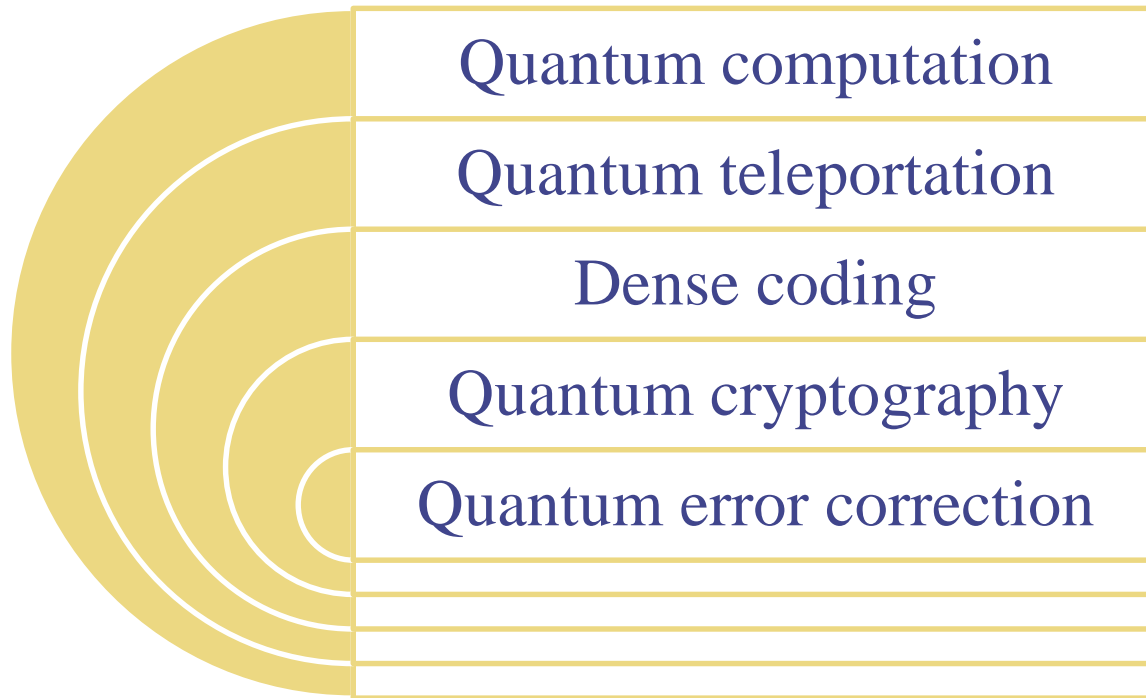 Quantum computation
Quantum teleportation
Dense coding
Quantum cryptography
Quantum error correction